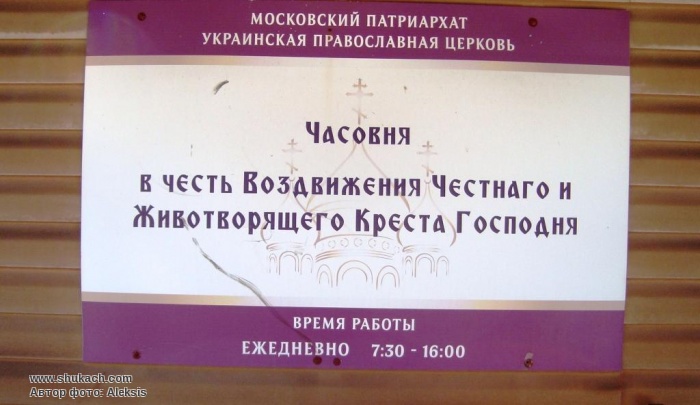 МОСКОВСКИЙ ПАТРИАРХАТ
УКРАИНСКАЯ ПРАВОСЛАВНАЯ ЦЕРКОВЬ
Часовня
в честь Воздвижения Честнаго и
Животворящего Креста Господня
ВРЕМЯ РАБОТЫ
ЕЖЕДНЕВНО 7:30 - 16:00
www.shukach.com
Автор фото: Aleksis